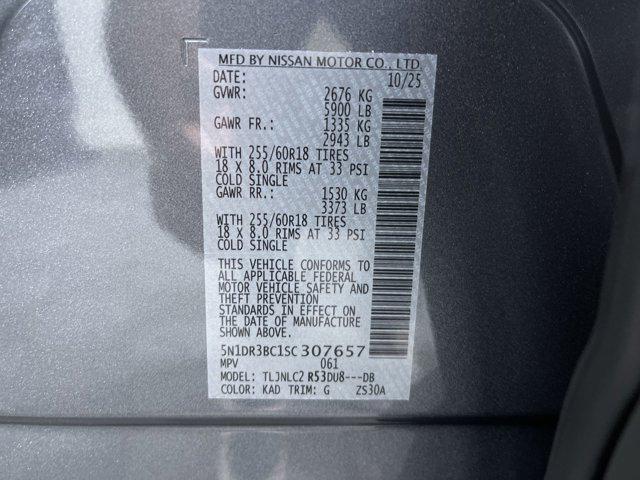 MFD BY NISSAN MOTOR CO., LTD.
DATE: 10/25
GVWR: 2676 KG
5900 LB
GAWR FR.: 1335 KG
2943 LB
WITH 255/60R18 TIRES
18 X 8.0 RIMS AT 33 PSI
COLD SINGLE
GAWR RR.: 1530 KG
3373 LB
WITH 255/60R18 TIRES
18 X 8.0 RIMS AT 33 PSI
COLD SINGLE
THIS VEHICLE CONFORMS TO
ALL APPLICABLE FEDERAL
MOTOR VEHICLE SAFETY AND
THEFT PREVENTION
STANDARDS IN EFFECT ON
THE DATE OF MANUFACTURE
SHOWN ABOVE.
5N1DR3BC1SC307657
MPV 061
MODEL: TLJNLC2 R53DU8---DB
COLOR: KAD TRIM: G ZS30A